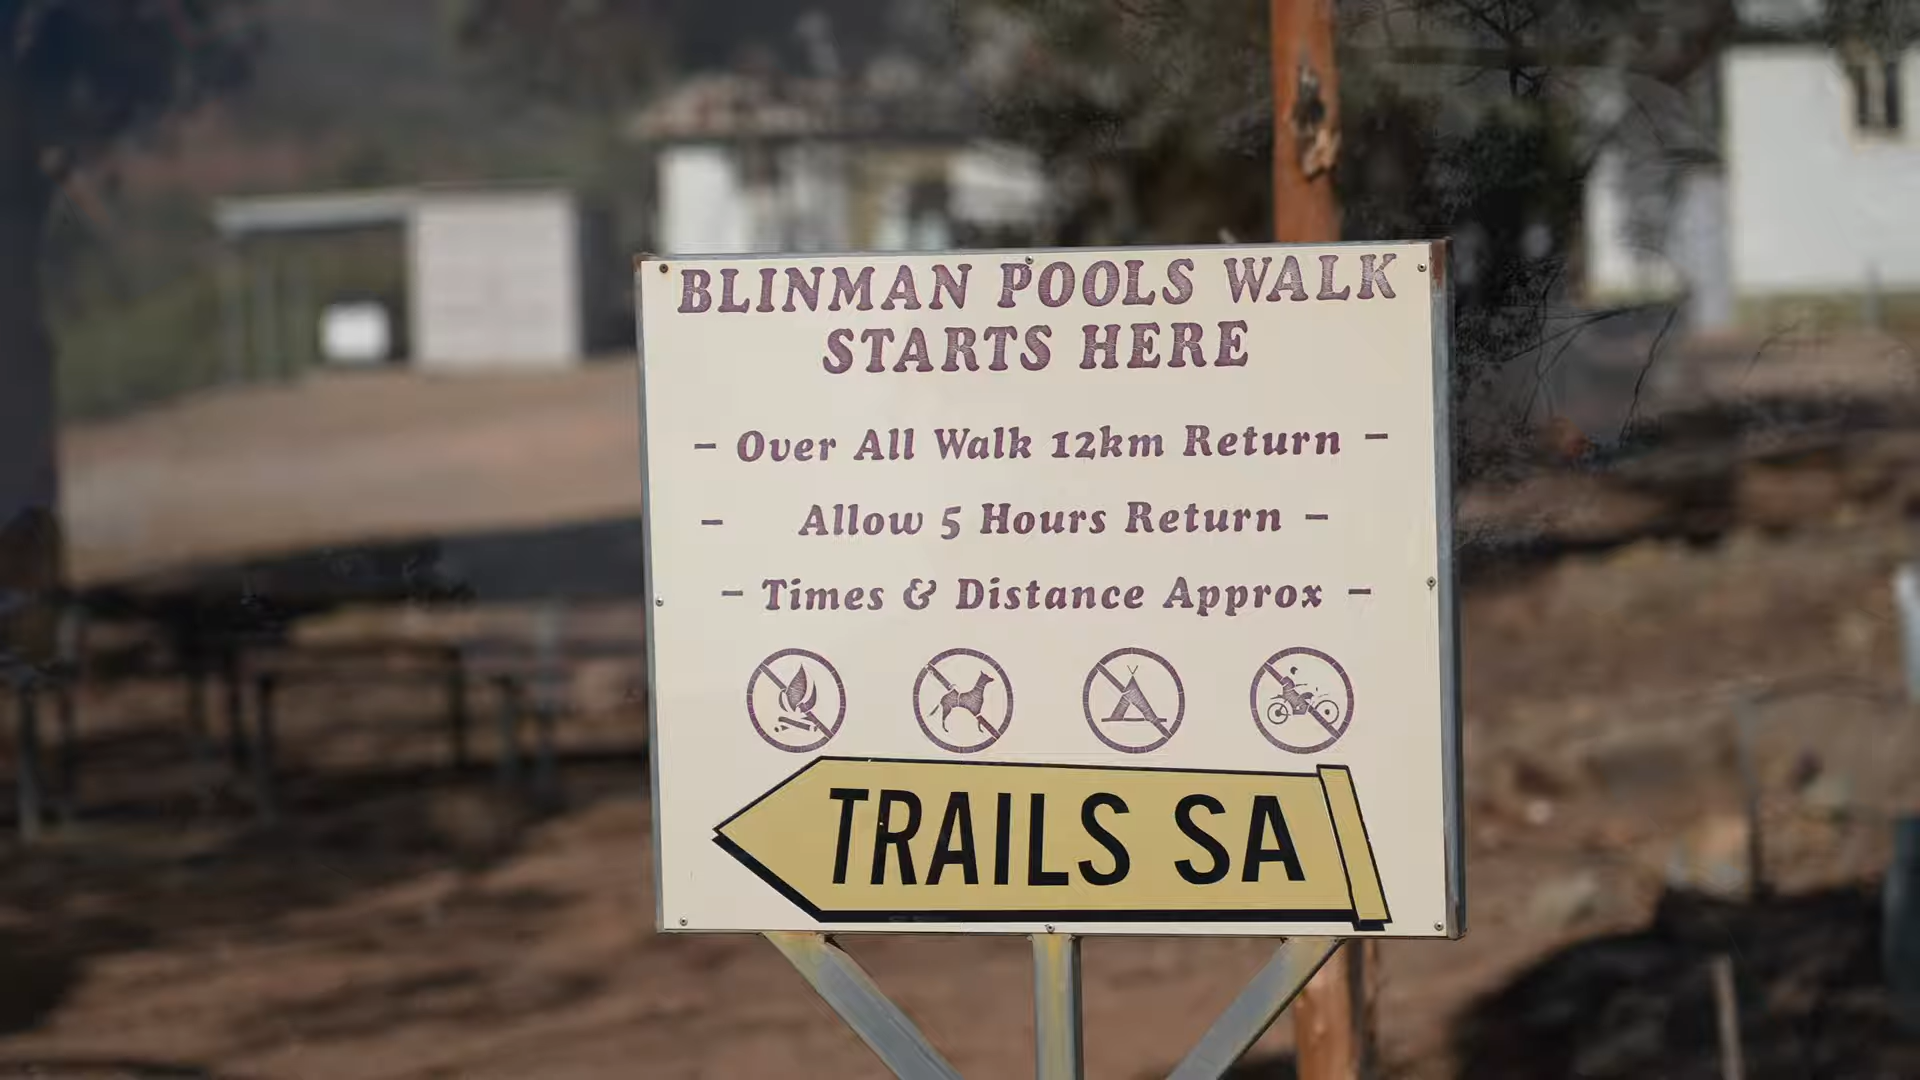 BLINMAN POOLS WALK
STARTS HERE
- Over All Walk 12km Return -
- Allow 5 Hours Return -
- Times & Distance Approx -
TRAILS SA